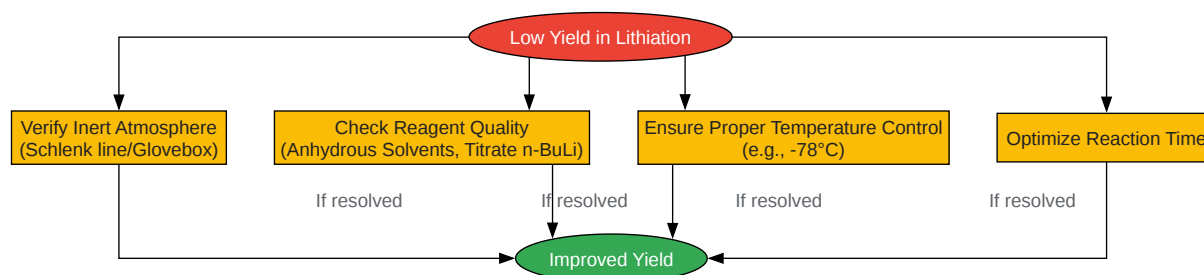 Low Yield in Lithiation
Verify Inert Atmosphere
(Schlenk line/Glovebox)
Check Reagent Quality
(Anhydrous Solvents, Titrate n-BuLi)
Ensure Proper Temperature Control
(e.g., -78°C)
Optimize Reaction Time
If resolved
If resolved
If resolved
If resolved
Improved Yield